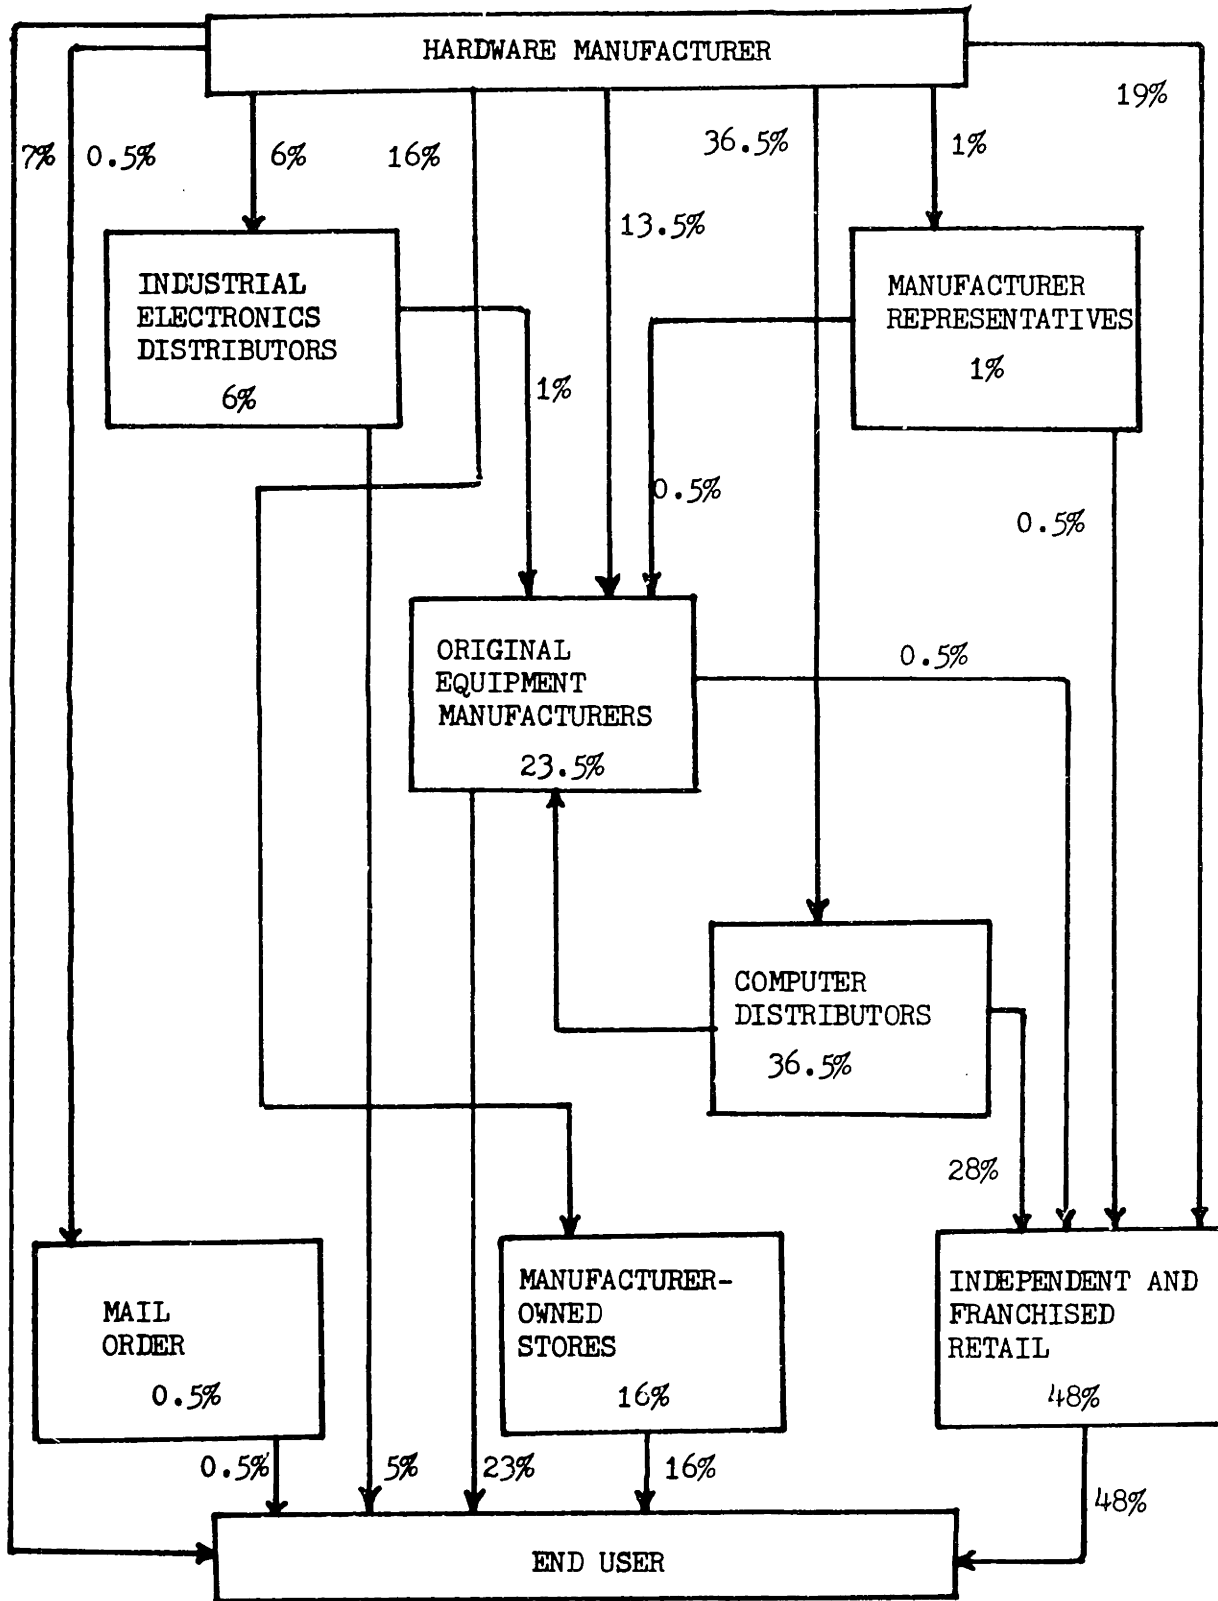 HARDWARE MANUFACTURER
19%
7%
0.5%
6%
16%
36.5%
1%
13.5%
INDUSTRIAL
ELECTRONICS
DISTRIBUTORS
6%
MANUFACTURER
REPRESENTATIVES
1%
1%
0.5%
0.5%
ORIGINAL
EQUIPMENT
MANUFACTURERS
23.5%
0.5%
COMPUTER
DISTRIBUTORS
36.5%
28%
MAIL
ORDER
0.5%
MANUFACTURER-
OWNED
STORES
16%
INDEPENDENT AND
FRANCHISED
RETAIL
48%
0.5%
5%
23%
16%
48%
END USER